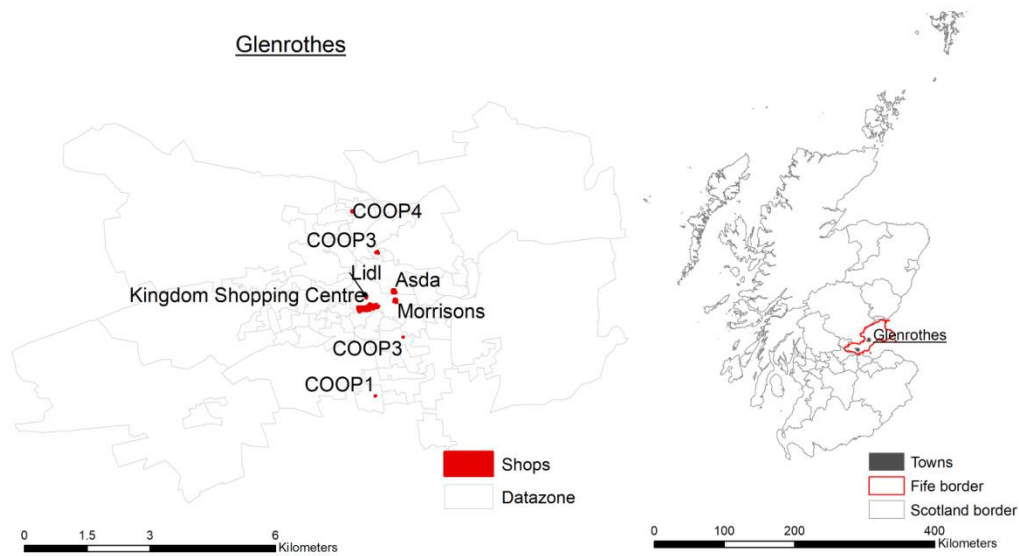 Glenrothes
COOP4
COOP3
Lidl
Asda
Kingdom Shopping Centre
Morrisons
COOP3
COOP1
Shops
Datazone
0 1.5 3 6
Kilometers
Glenrothes
Towns
Fife border
Scotland border
0 100 200 400
Kilometers